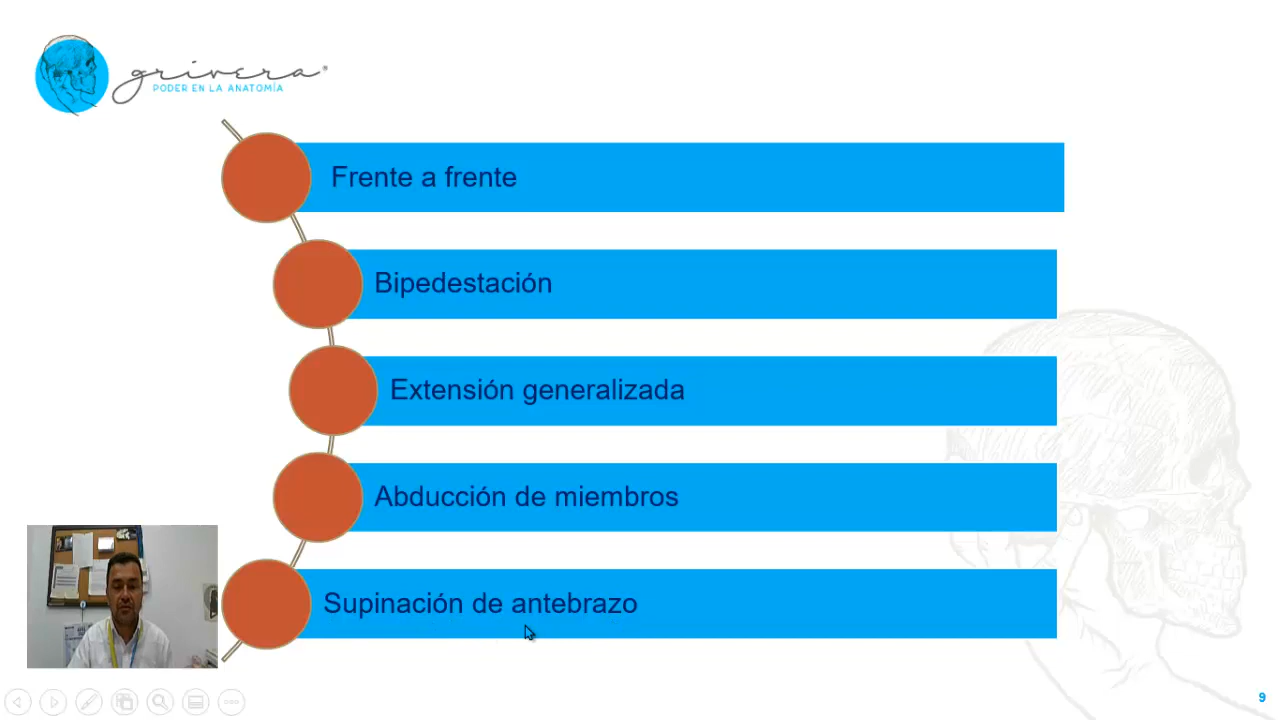 grivera®
PODER EN LA ANATOMÍA
Frente a frente
Bipedestación
Extensión generalizada
Abducción de miembros
Supinación de antebrazo
9